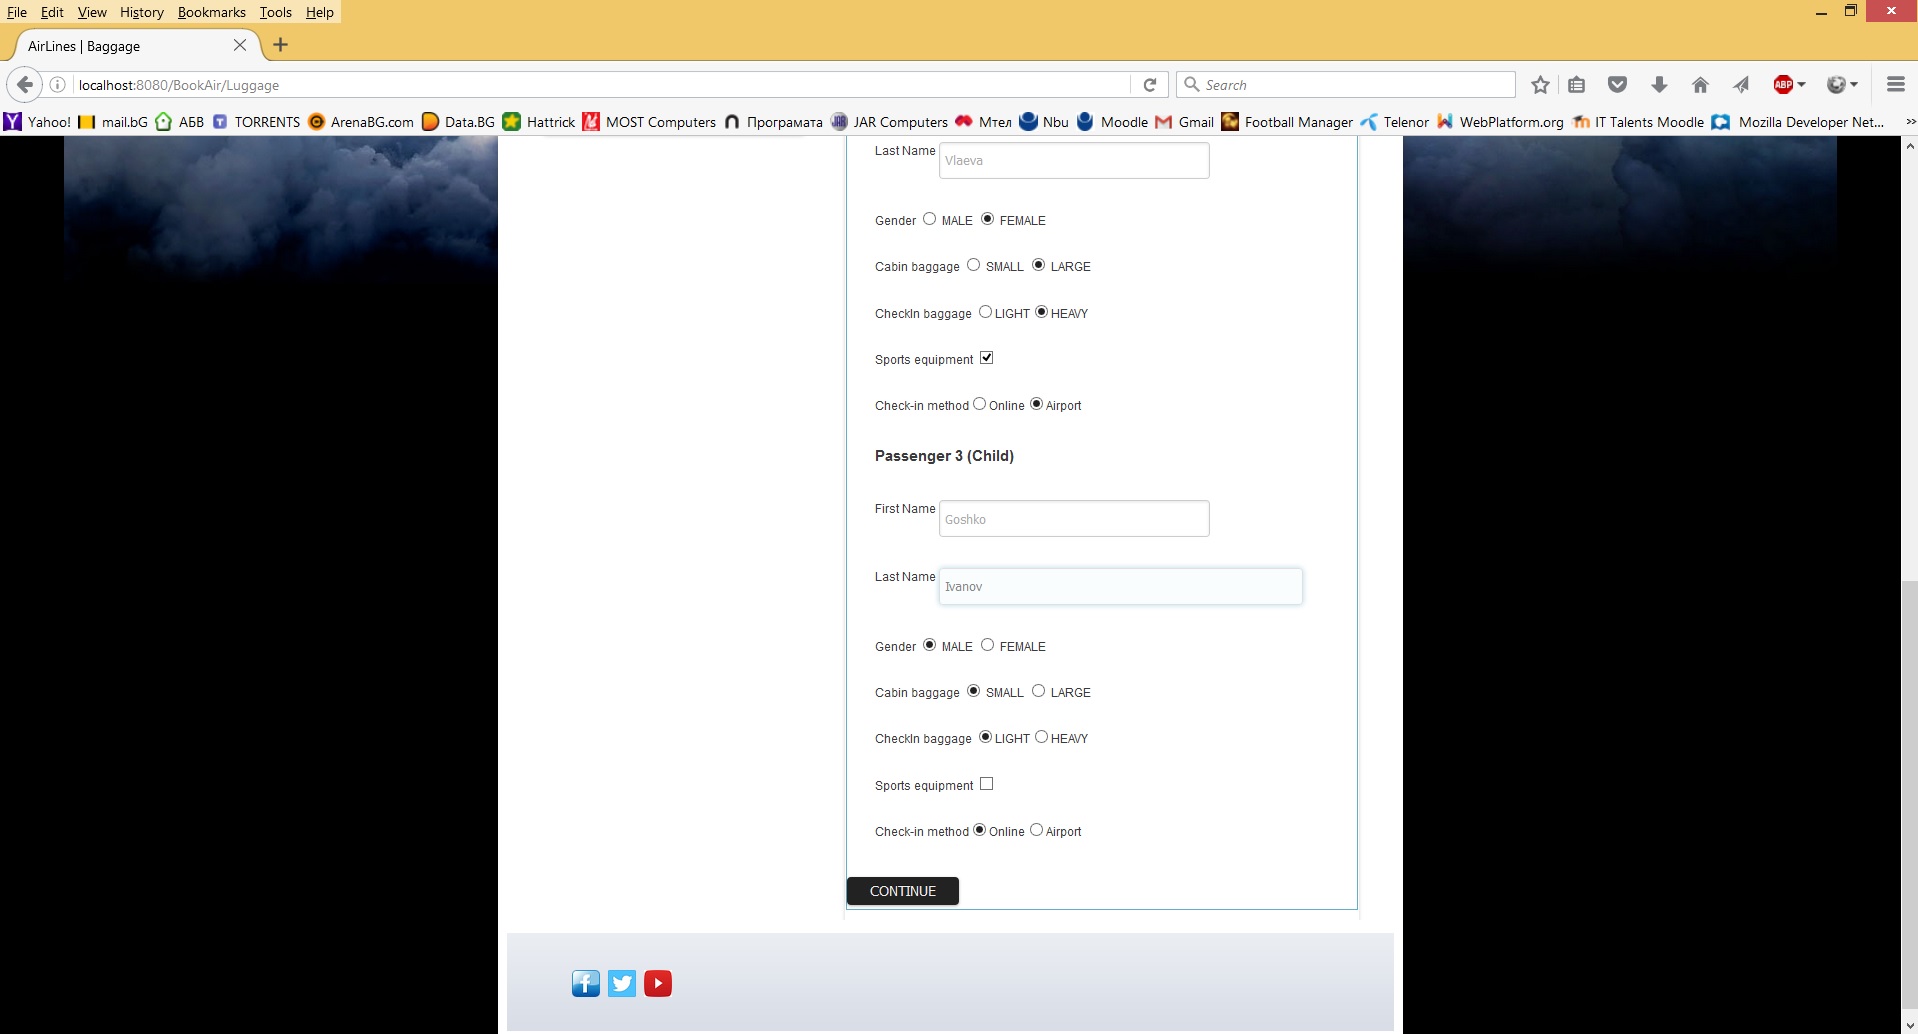 File Edit View History Bookmarks Tools Help
AirLines | Baggage
localhost:8080/BookAir/Luggage
Search
ABP
Yahoo! mail.bG АБВ TORRENTS ArenaBG.com Data.BG Hattrick MOST Computers Програмата JAR Computers Мтел Nbu Moodle Gmail Football Manager Telenor WebPlatform.org IT Talents Moodle Mozilla Developer Net...
Last Name Vlaeva
Gender MALE FEMALE
Cabin baggage SMALL LARGE
CheckIn baggage LIGHT HEAVY
Sports equipment
Check-in method Online Airport
Passenger 3 (Child)
First Name Goshko
Last Name Ivanov
Gender MALE FEMALE
Cabin baggage SMALL LARGE
CheckIn baggage LIGHT HEAVY
Sports equipment
Check-in method Online Airport
CONTINUE